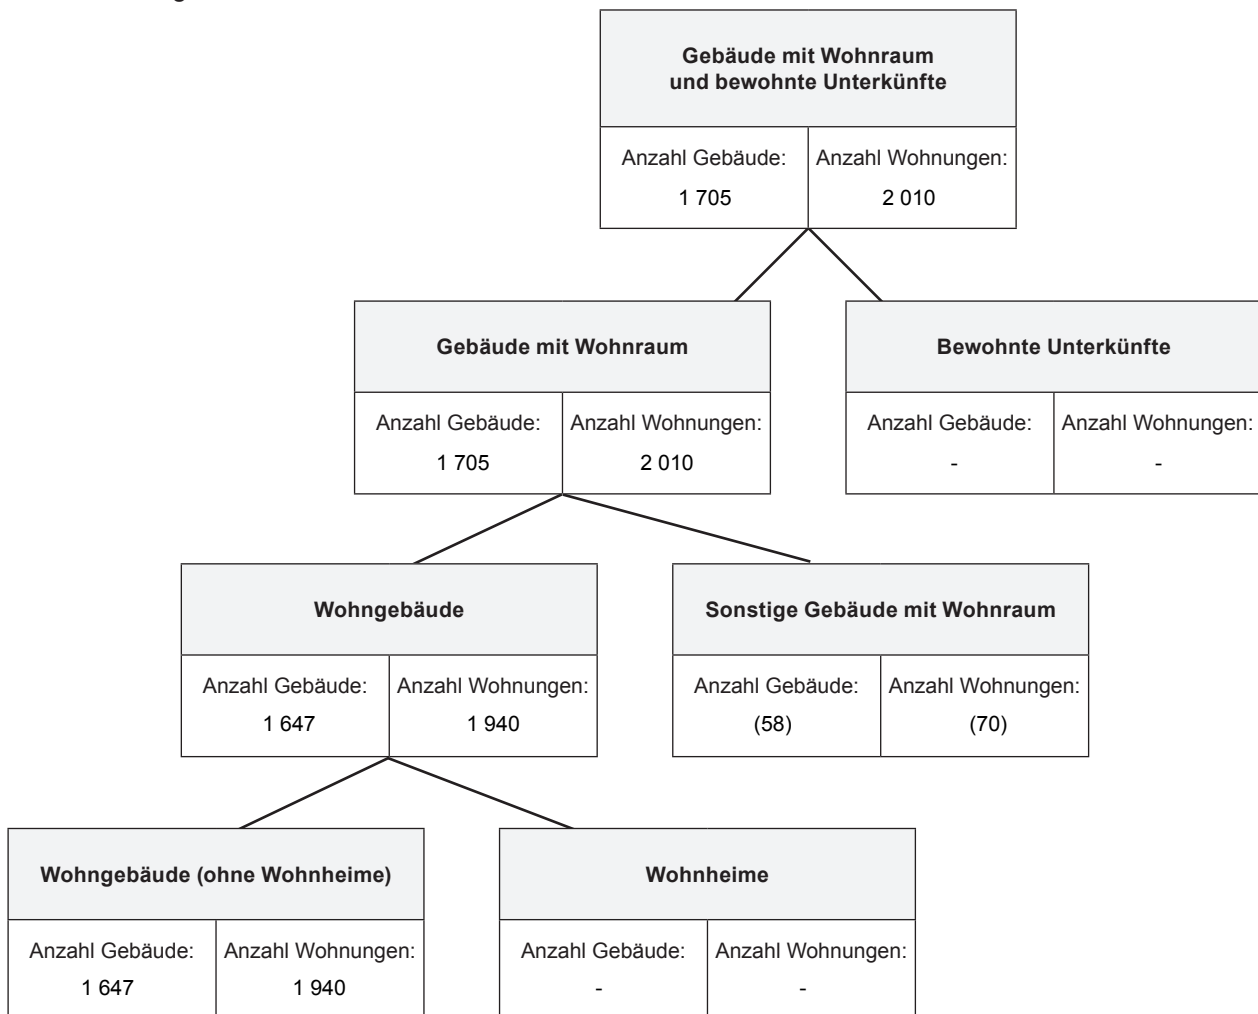 Gebäude mit Wohnraum
und bewohnte Unterkünfte
Anzahl Gebäude: Anzahl Wohnungen:
1 705 2 010
Gebäude mit Wohnraum Bewohnte Unterkünfte
Anzahl Gebäude: Anzahl Wohnungen: Anzahl Gebäude: Anzahl Wohnungen:
1 705 2 010 - -
Wohngebäude Sonstige Gebäude mit Wohnraum
Anzahl Gebäude: Anzahl Wohnungen: Anzahl Gebäude: Anzahl Wohnungen:
1 647 1 940 (58) (70)
Wohngebäude (ohne Wohnheime) Wohnheime
Anzahl Gebäude: Anzahl Wohnungen: Anzahl Gebäude: Anzahl Wohnungen:
1 647 1 940 - -